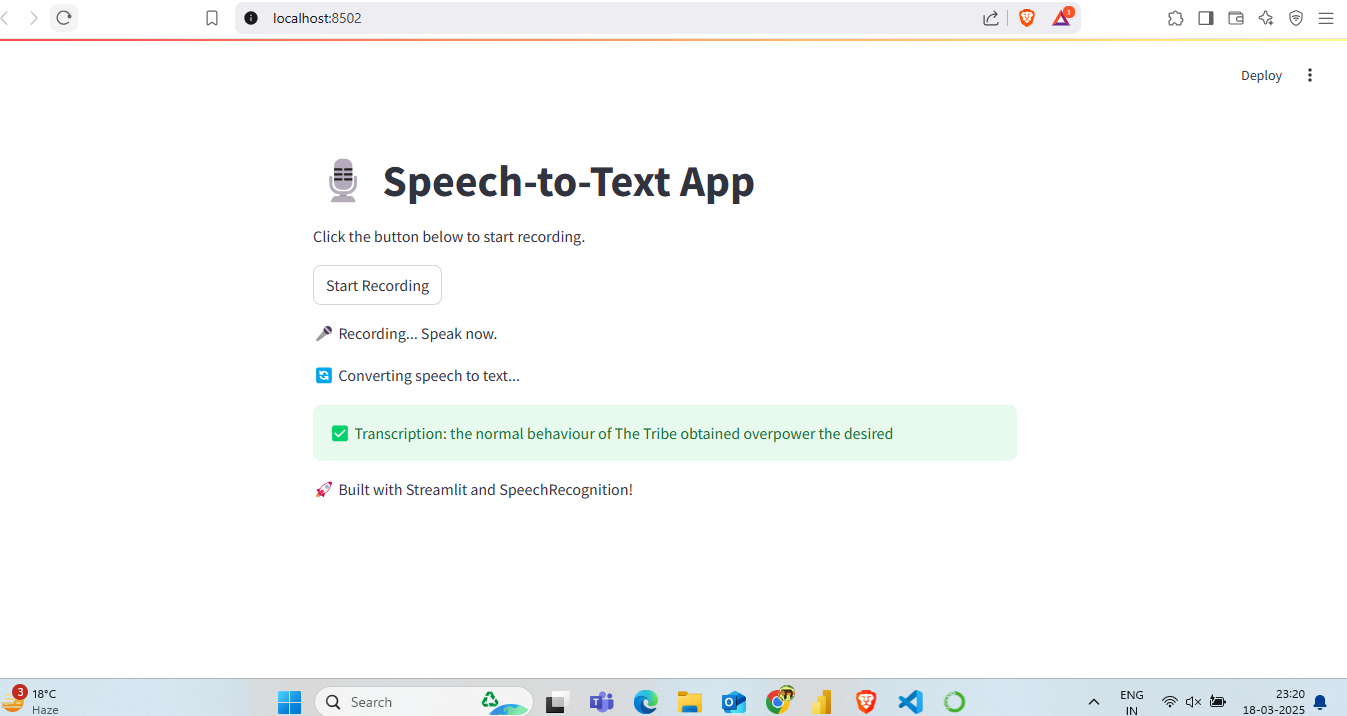 localhost:8502
1
Deploy
Speech-to-Text App
Click the button below to start recording.
Start Recording
Recording... Speak now.
Converting speech to text...
Transcription: the normal behaviour of The Tribe obtained overpower the desired
Built with Streamlit and SpeechRecognition!
3
18°C
Haze
Search
ENG
IN
23:20
18-03-2025